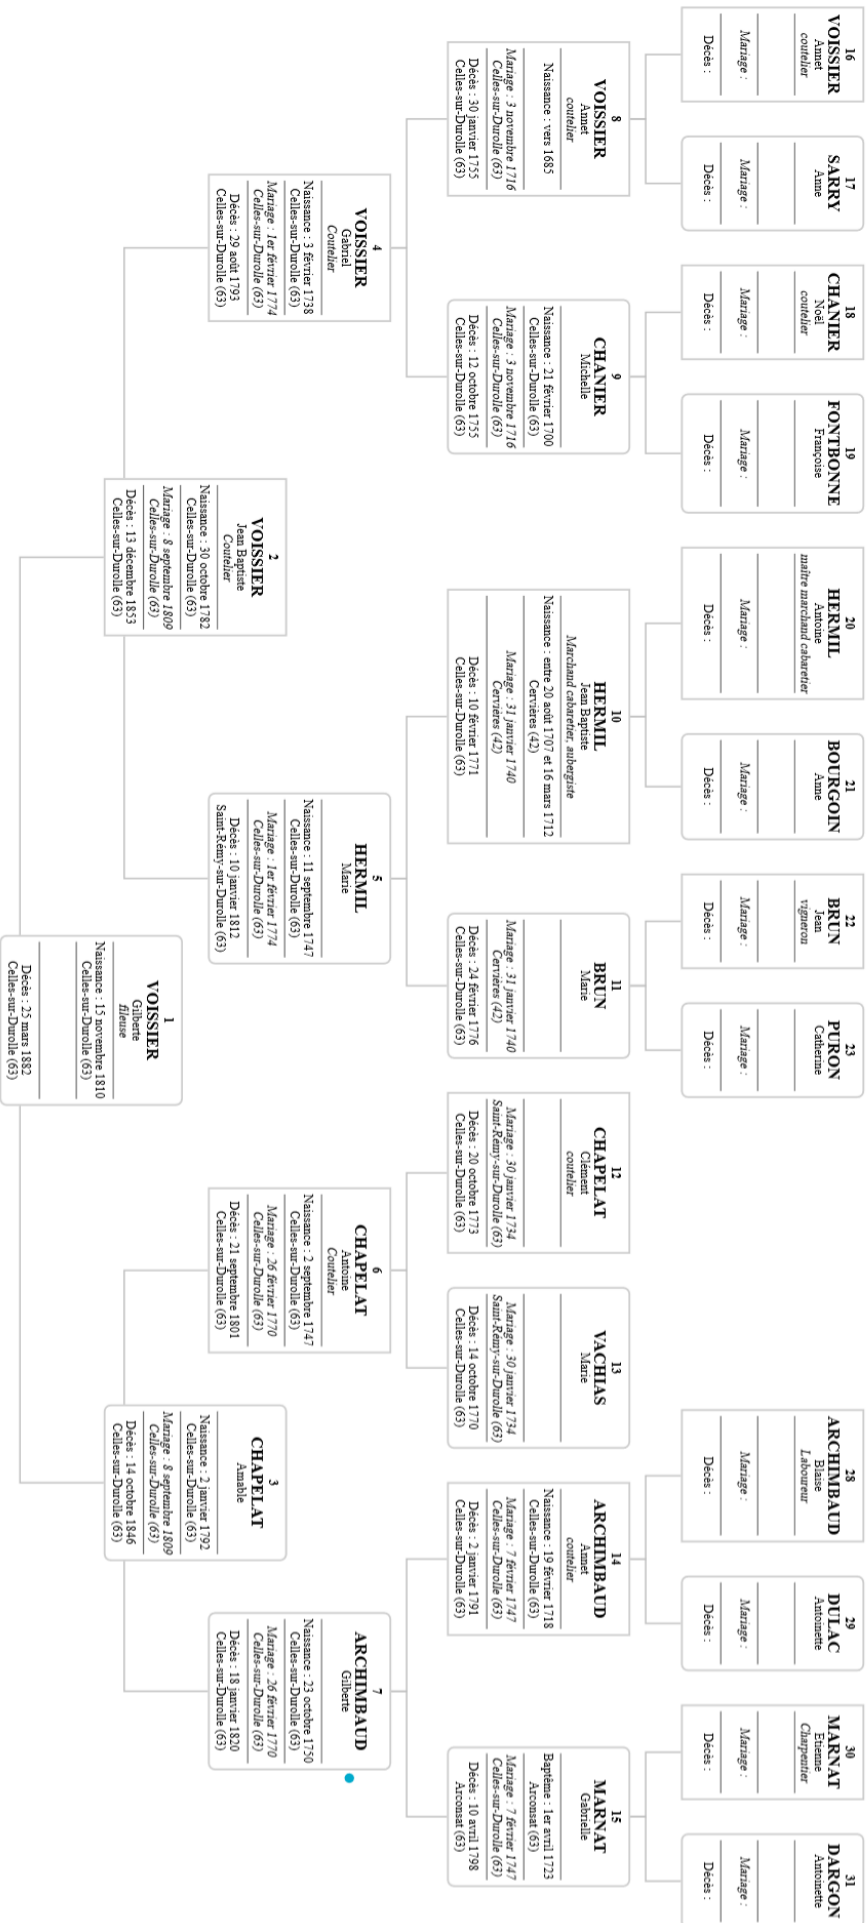 16
VOISSIER
Annet
coutelier
Mariage :
Décès :
17
SARRY
Anne
Mariage :
Décès :
18
CHANIER
Noël
coutelier
Mariage :
Décès :
19
FONTBONNE
Françoise
Mariage :
Décès :
20
HERMIL
Antoine
maître marchand cabaretier
Mariage :
Décès :
21
BOURGOIN
Anne
Mariage :
Décès :
22
BRUN
Jean
vigneron
Mariage :
Décès :
23
PURON
Catherine
Mariage :
Décès :
28
ARCHIMBAUD
Blaise
Laboureur
Mariage :
Décès :
29
DULAC
Antoinette
Mariage :
Décès :
30
MARNAT
Etienne
Charpentier
Mariage :
Décès :
31
DARGON
Antoinette
Mariage :
Décès :
8
VOISSIER
Annet
coutelier
Naissance : vers 1685
Mariage : 3 novembre 1716
Celles-sur-Durolle (63)
Décès : 30 janvier 1755
Celles-sur-Durolle (63)
9
CHANIER
Michelle
Naissance : 21 février 1700
Celles-sur-Durolle (63)
Mariage : 3 novembre 1716
Celles-sur-Durolle (63)
Décès : 12 octobre 1755
Celles-sur-Durolle (63)
10
HERMIL
Jean Baptiste
Marchand cabaretier, aubergiste
Naissance : entre 20 août 1707 et 16 mars 1712
Cervières (42)
Mariage : 31 janvier 1740
Cervières (42)
Décès : 10 février 1771
Celles-sur-Durolle (63)
11
BRUN
Marie
Mariage : 31 janvier 1740
Cervières (42)
Décès : 24 février 1776
Celles-sur-Durolle (63)
12
CHAPELAT
Clément
coutelier
Mariage : 30 janvier 1734
Saint-Rémy-sur-Durolle (63)
Décès : 20 octobre 1773
Celles-sur-Durolle (63)
13
VACHIAS
Marie
Mariage : 30 janvier 1734
Saint-Rémy-sur-Durolle (63)
Décès : 14 octobre 1770
Celles-sur-Durolle (63)
14
ARCHIMBAUD
Annet
coutelier
Naissance : 19 février 1718
Celles-sur-Durolle (63)
Mariage : 7 février 1747
Celles-sur-Durolle (63)
Décès : 2 janvier 1791
Celles-sur-Durolle (63)
15
MARNAT
Gabrielle
Baptême : 1er avril 1723
Arconsat (63)
Mariage : 7 février 1747
Celles-sur-Durolle (63)
Décès : 10 avril 1798
Arconsat (63)
4
VOISSIER
Gabriel
Coutelier
Naissance : 3 février 1738
Celles-sur-Durolle (63)
Mariage : 1er février 1774
Celles-sur-Durolle (63)
Décès : 29 août 1793
Celles-sur-Durolle (63)
5
HERMIL
Marie
Naissance : 11 septembre 1747
Celles-sur-Durolle (63)
Mariage : 1er février 1774
Celles-sur-Durolle (63)
Décès : 10 janvier 1812
Saint-Rémy-sur-Durolle (63)
6
CHAPELAT
Antoine
Coutelier
Naissance : 2 septembre 1747
Celles-sur-Durolle (63)
Mariage : 26 février 1770
Celles-sur-Durolle (63)
Décès : 21 septembre 1801
Celles-sur-Durolle (63)
7
ARCHIMBAUD
Gilberte
Naissance : 23 octobre 1750
Celles-sur-Durolle (63)
Mariage : 26 février 1770
Celles-sur-Durolle (63)
Décès : 18 janvier 1820
Celles-sur-Durolle (63)
2
VOISSIER
Jean Baptiste
Coutelier
Naissance : 30 octobre 1782
Celles-sur-Durolle (63)
Mariage : 8 septembre 1809
Celles-sur-Durolle (63)
Décès : 13 décembre 1853
Celles-sur-Durolle (63)
3
CHAPELAT
Amable
Naissance : 2 janvier 1792
Celles-sur-Durolle (63)
Mariage : 8 septembre 1809
Celles-sur-Durolle (63)
Décès : 14 octobre 1846
Celles-sur-Durolle (63)
1
VOISSIER
Gilberte
fileuse
Naissance : 15 novembre 1810
Celles-sur-Durolle (63)
Décès : 25 mars 1882
Celles-sur-Durolle (63)